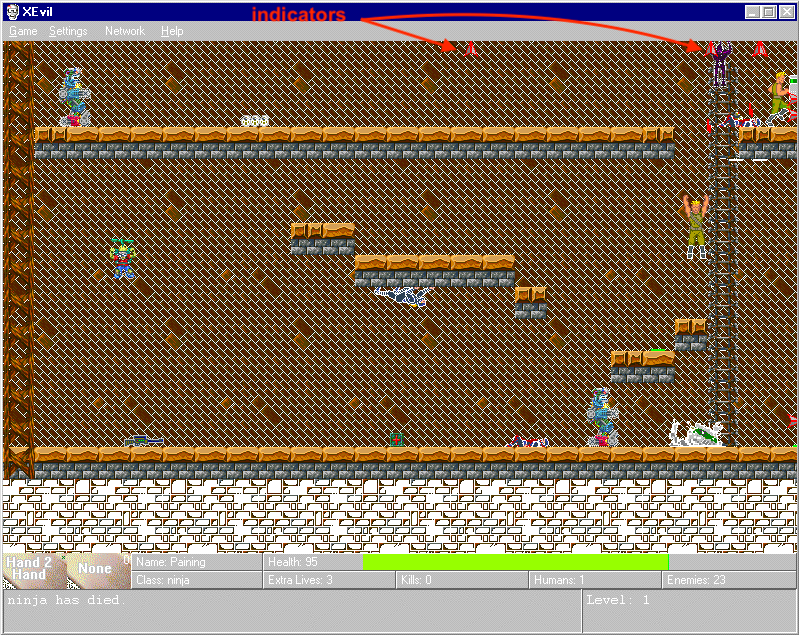 XEvil
indicators
Game Settings Network Help
Hand 2
Hand
None
0
Name: Paining
Health: 95
Class: ninja
Extra Lives: 3
Kills: 0
Humans: 1
Enemies: 23
ninja has died.
Level: 1